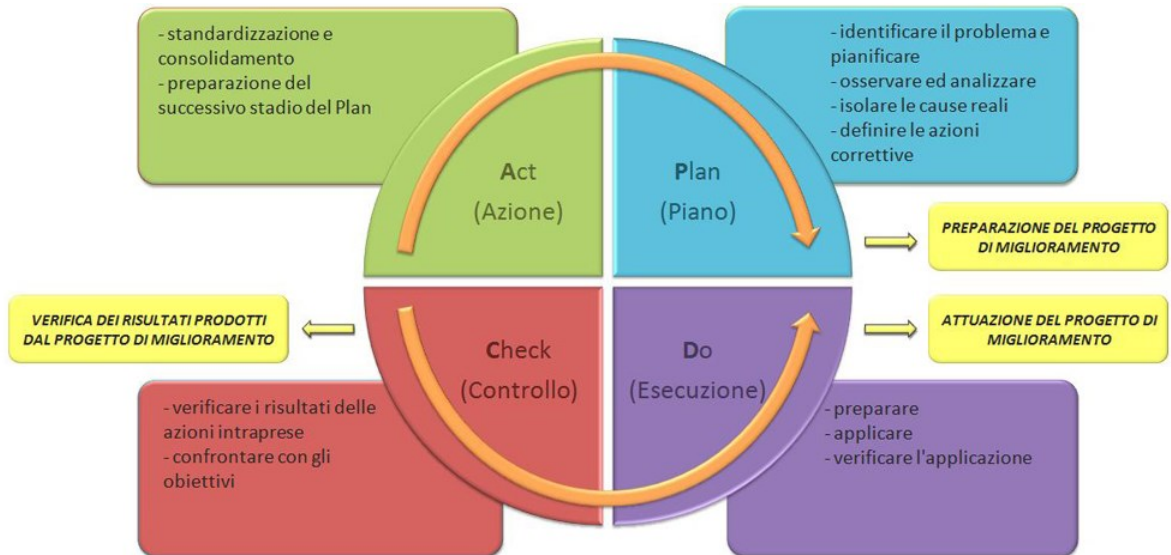 - standardizzazione e
consolidamento
- preparazione del
successivo stadio del Plan
- identificare il problema e
pianificare
- osservare ed analizzare
- isolare le cause reali
- definire le azioni
correttive
Act
(Azione)
Plan
(Piano)
PREPARAZIONE DEL PROGETTO
DI MIGLIORAMENTO
VERIFICA DEI RISULTATI PRODOTTI
DAL PROGETTO DI MIGLIORAMENTO
Check
(Controllo)
Do
(Esecuzione)
ATTUAZIONE DEL PROGETTO DI
MIGLIORAMENTO
- verificare i risultati delle
azioni intraprese
- confrontare con gli
obiettivi
- preparare
- applicare
- verificare l'applicazione